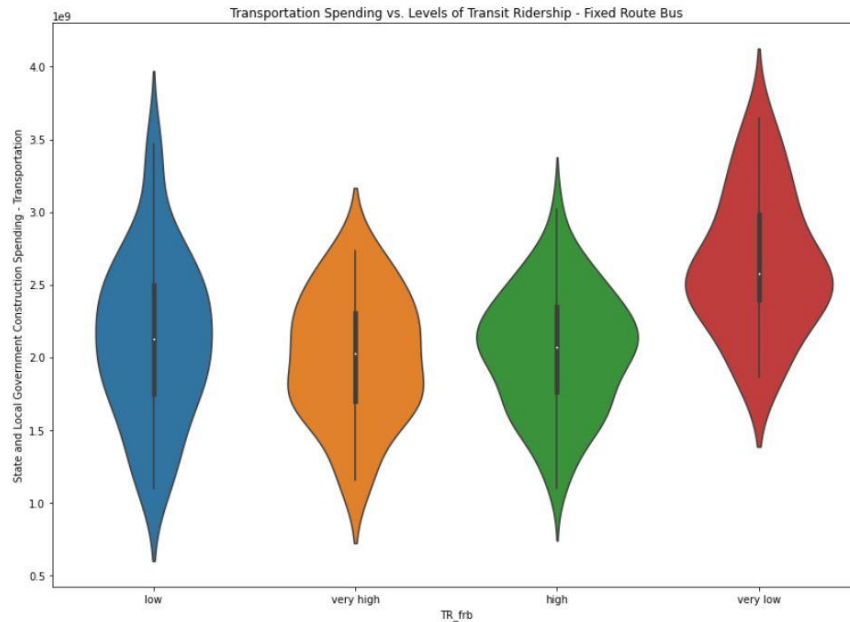 Transportation Spending vs. Levels of Transit Ridership - Fixed Route Bus
1e9
4.0
3.5
3.0
2.5
2.0
1.5
1.0
0.5
State and Local Government Construction Spending - Transportation
low
very high
high
very low
TR_frb